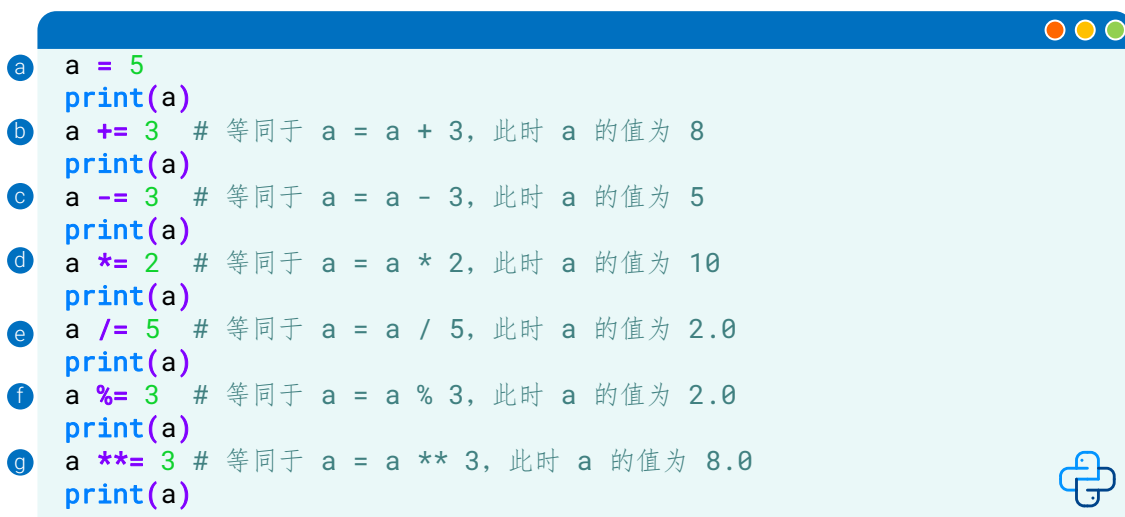 a a = 5
print(a)
b a += 3 # 等同于 a = a + 3, 此时 a 的值为 8
print(a)
c a -= 3 # 等同于 a = a - 3, 此时 a 的值为 5
print(a)
d a *= 2 # 等同于 a = a * 2, 此时 a 的值为 10
print(a)
e a /= 5 # 等同于 a = a / 5, 此时 a 的值为 2.0
print(a)
f a %= 3 # 等同于 a = a % 3, 此时 a 的值为 2.0
print(a)
g a **= 3 # 等同于 a = a ** 3, 此时 a 的值为 8.0
print(a)